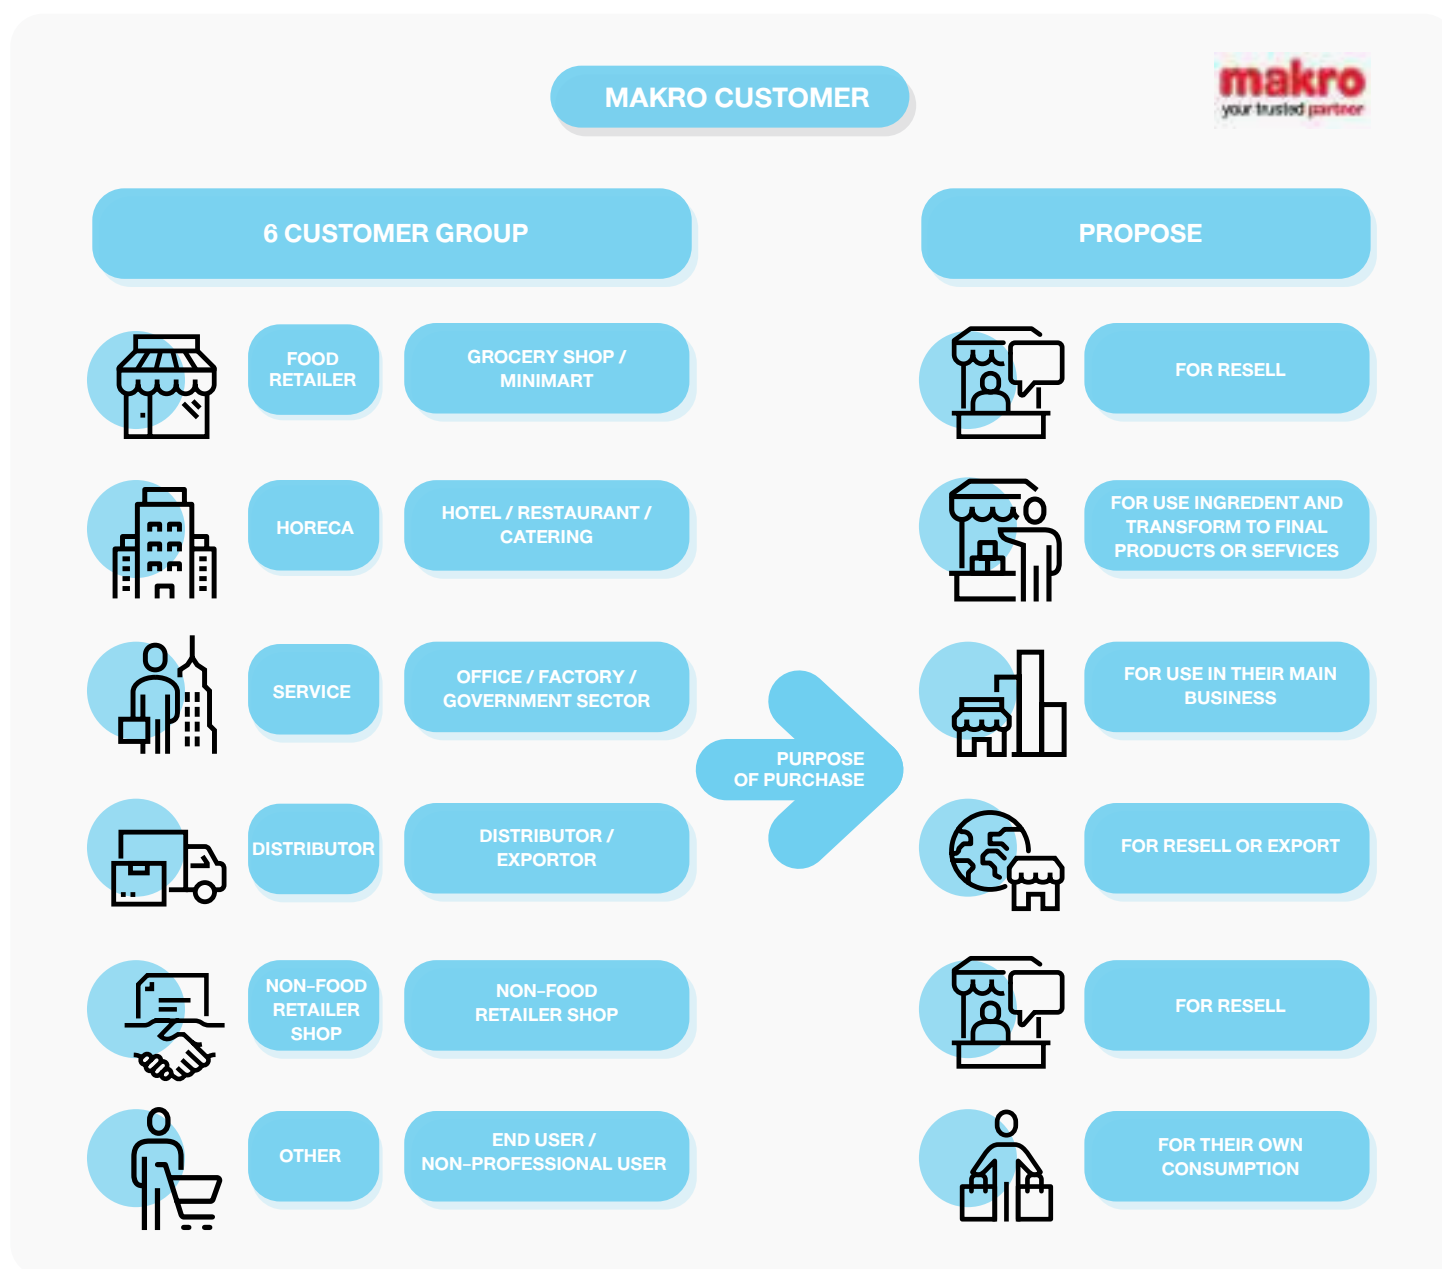 MAKRO CUSTOMER
makro
your trusted partner
6 CUSTOMER GROUP
PROPOSE
FOOD
RETAILER
GROCERY SHOP /
MINIMART
FOR RESELL
HORECA
HOTEL / RESTAURANT /
CATERING
FOR USE INGREDENT AND
TRANSFORM TO FINAL
PRODUCTS OR SEFVICES
SERVICE
OFFICE / FACTORY /
GOVERNMENT SECTOR
FOR USE IN THEIR MAIN
BUSINESS
PURPOSE
OF PURCHASE
DISTRIBUTOR
DISTRIBUTOR /
EXPORTOR
FOR RESELL OR EXPORT
NON-FOOD
RETAILER
SHOP
NON-FOOD
RETAILER SHOP
FOR RESELL
OTHER
END USER /
NON-PROFESSIONAL USER
FOR THEIR OWN
CONSUMPTION